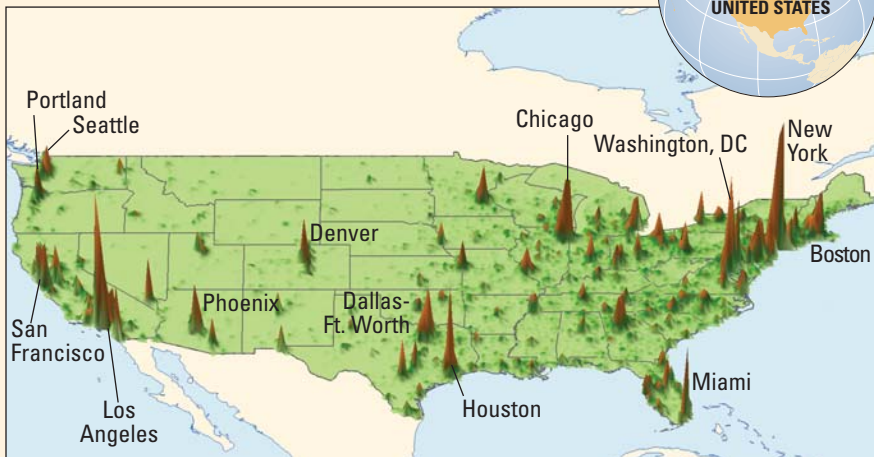 UNITED STATES
Portland
Seattle
Chicago
Washington, DC
New
York
Denver
Boston
Phoenix
Dallas-
Ft. Worth
San
Francisco
Los
Angeles
Houston
Miami